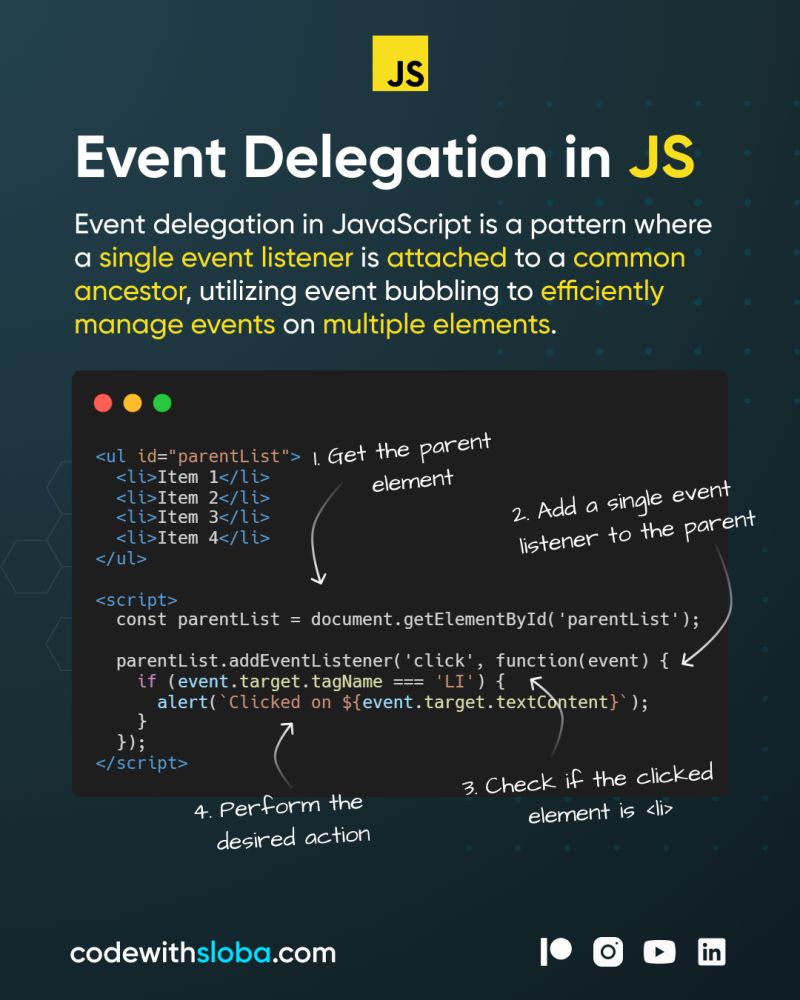 JS
Event Delegation in JS
Event delegation in JavaScript is a pattern where
a single event listener is attached to a common
ancestor, utilizing event bubbling to efficiently
manage events on multiple elements.
<ul id="parentList">
  <li>Item 1</li>
  <li>Item 2</li>
  <li>Item 3</li>
  <li>Item 4</li>
</ul>
1. Get the parent
element
2. Add a single event
listener to the parent
<script>
  const parentList = document.getElementById('parentList');
  parentList.addEventListener('click', function(event) {
    if (event.target.tagName === 'LI') {
      alert(`Clicked on ${event.target.textContent}`);
    }
  });
</script>
3. Check if the clicked
element is <li>
4. Perform the
desired action
codewithsloba.com
in